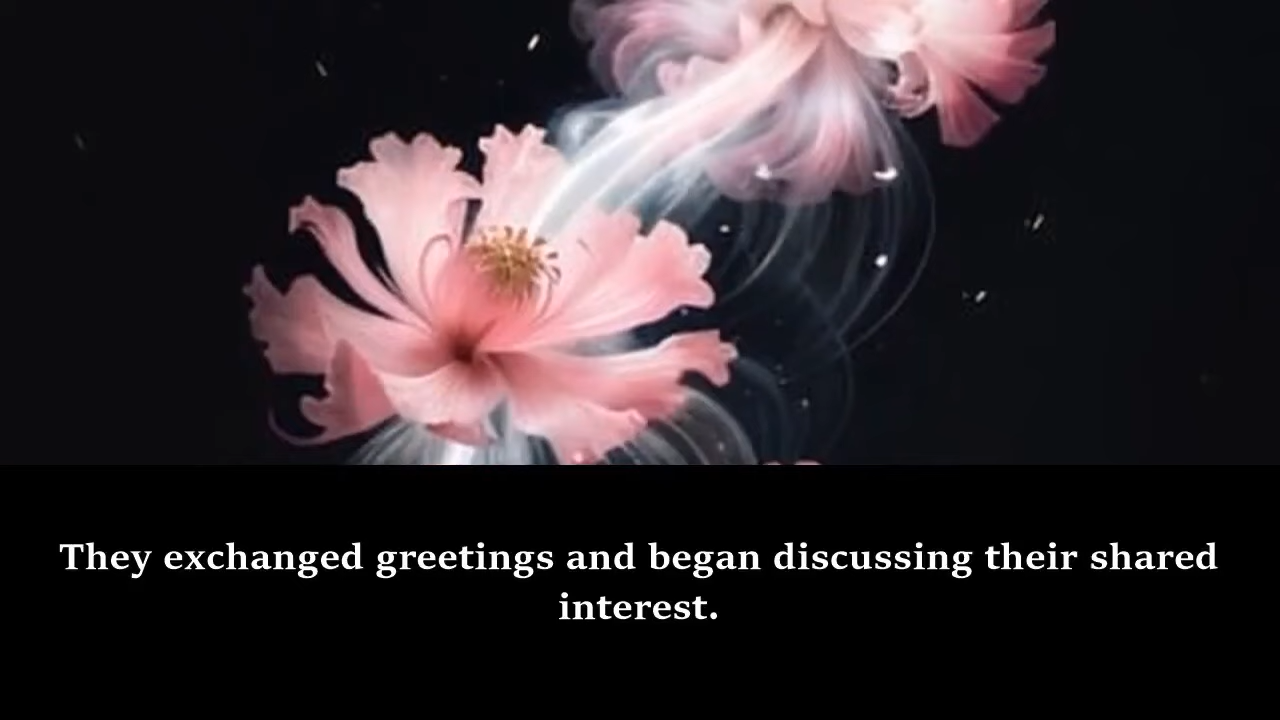 They exchanged greetings and began discussing their shared
interest.